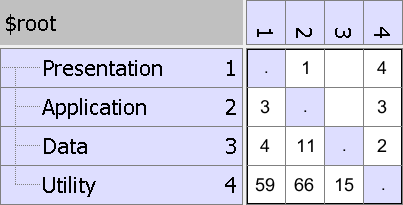 $root 1 2 3 4
Presentation 1 . 1 4
Application 2 3 . 3
Data 3 4 11 . 2
Utility 4 59 66 15 .